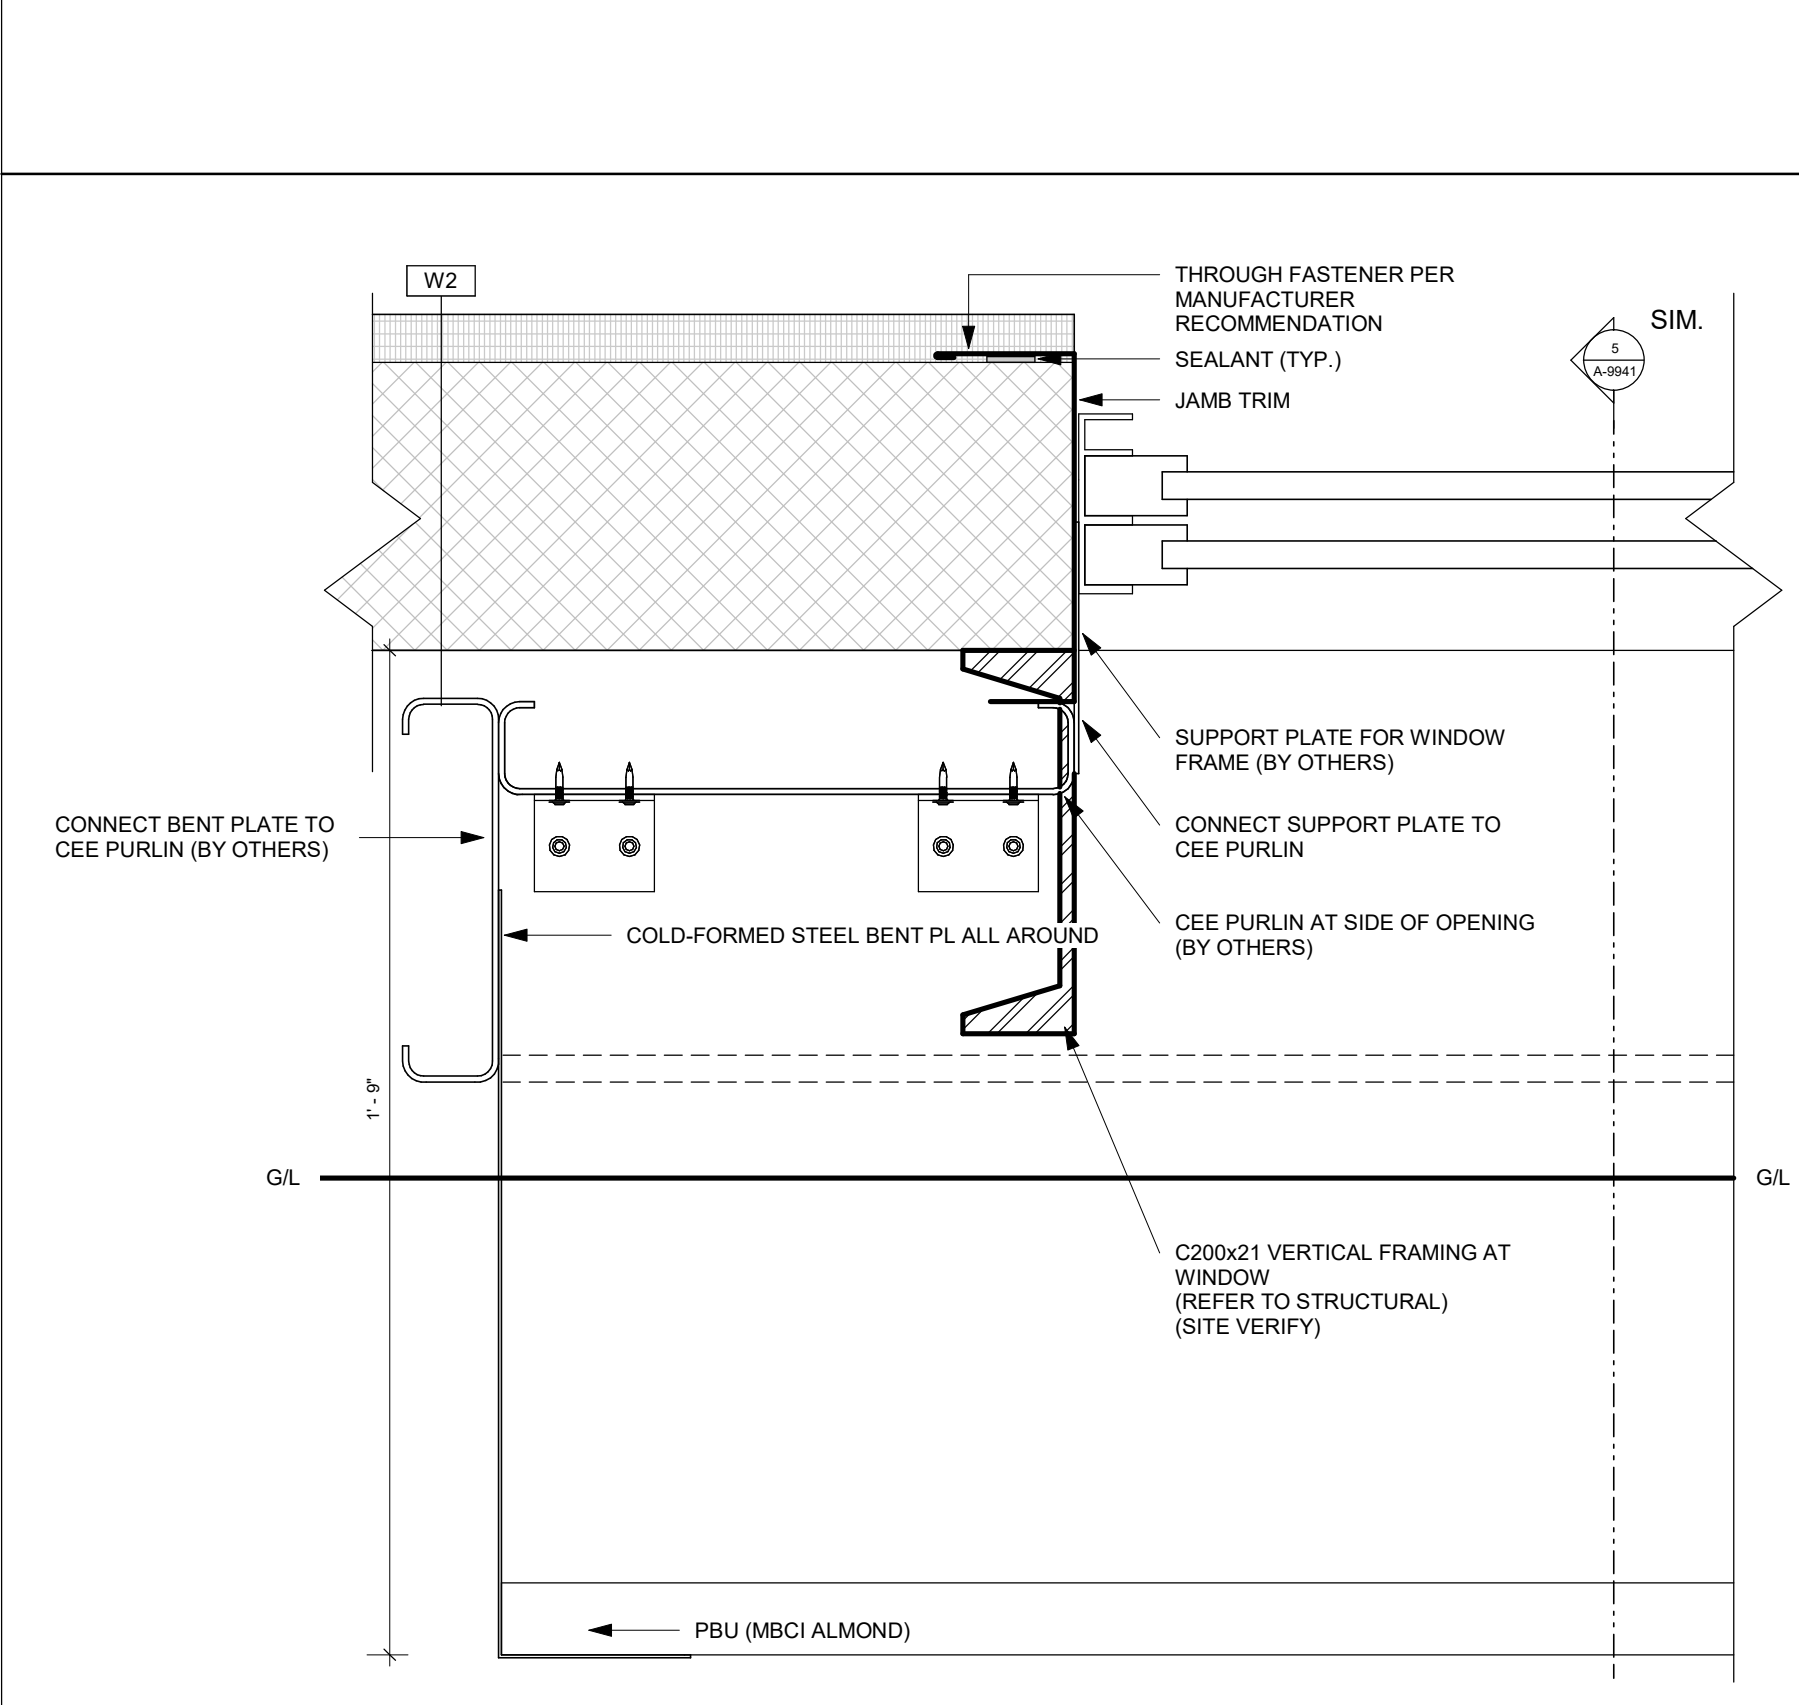 W2
THROUGH FASTENER PER
MANUFACTURER
RECOMMENDATION
SEALANT (TYP.)
JAMB TRIM
SIM.
5
A-9941
SUPPORT PLATE FOR WINDOW
FRAME (BY OTHERS)
CONNECT BENT PLATE TO
CEE PURLIN (BY OTHERS)
CONNECT SUPPORT PLATE TO
CEE PURLIN
COLD-FORMED STEEL BENT PL ALL AROUND
CEE PURLIN AT SIDE OF OPENING
(BY OTHERS)
1' - 9"
G/L
G/L
C200x21 VERTICAL FRAMING AT
WINDOW
(REFER TO STRUCTURAL)
(SITE VERIFY)
PBU (MBCI ALMOND)